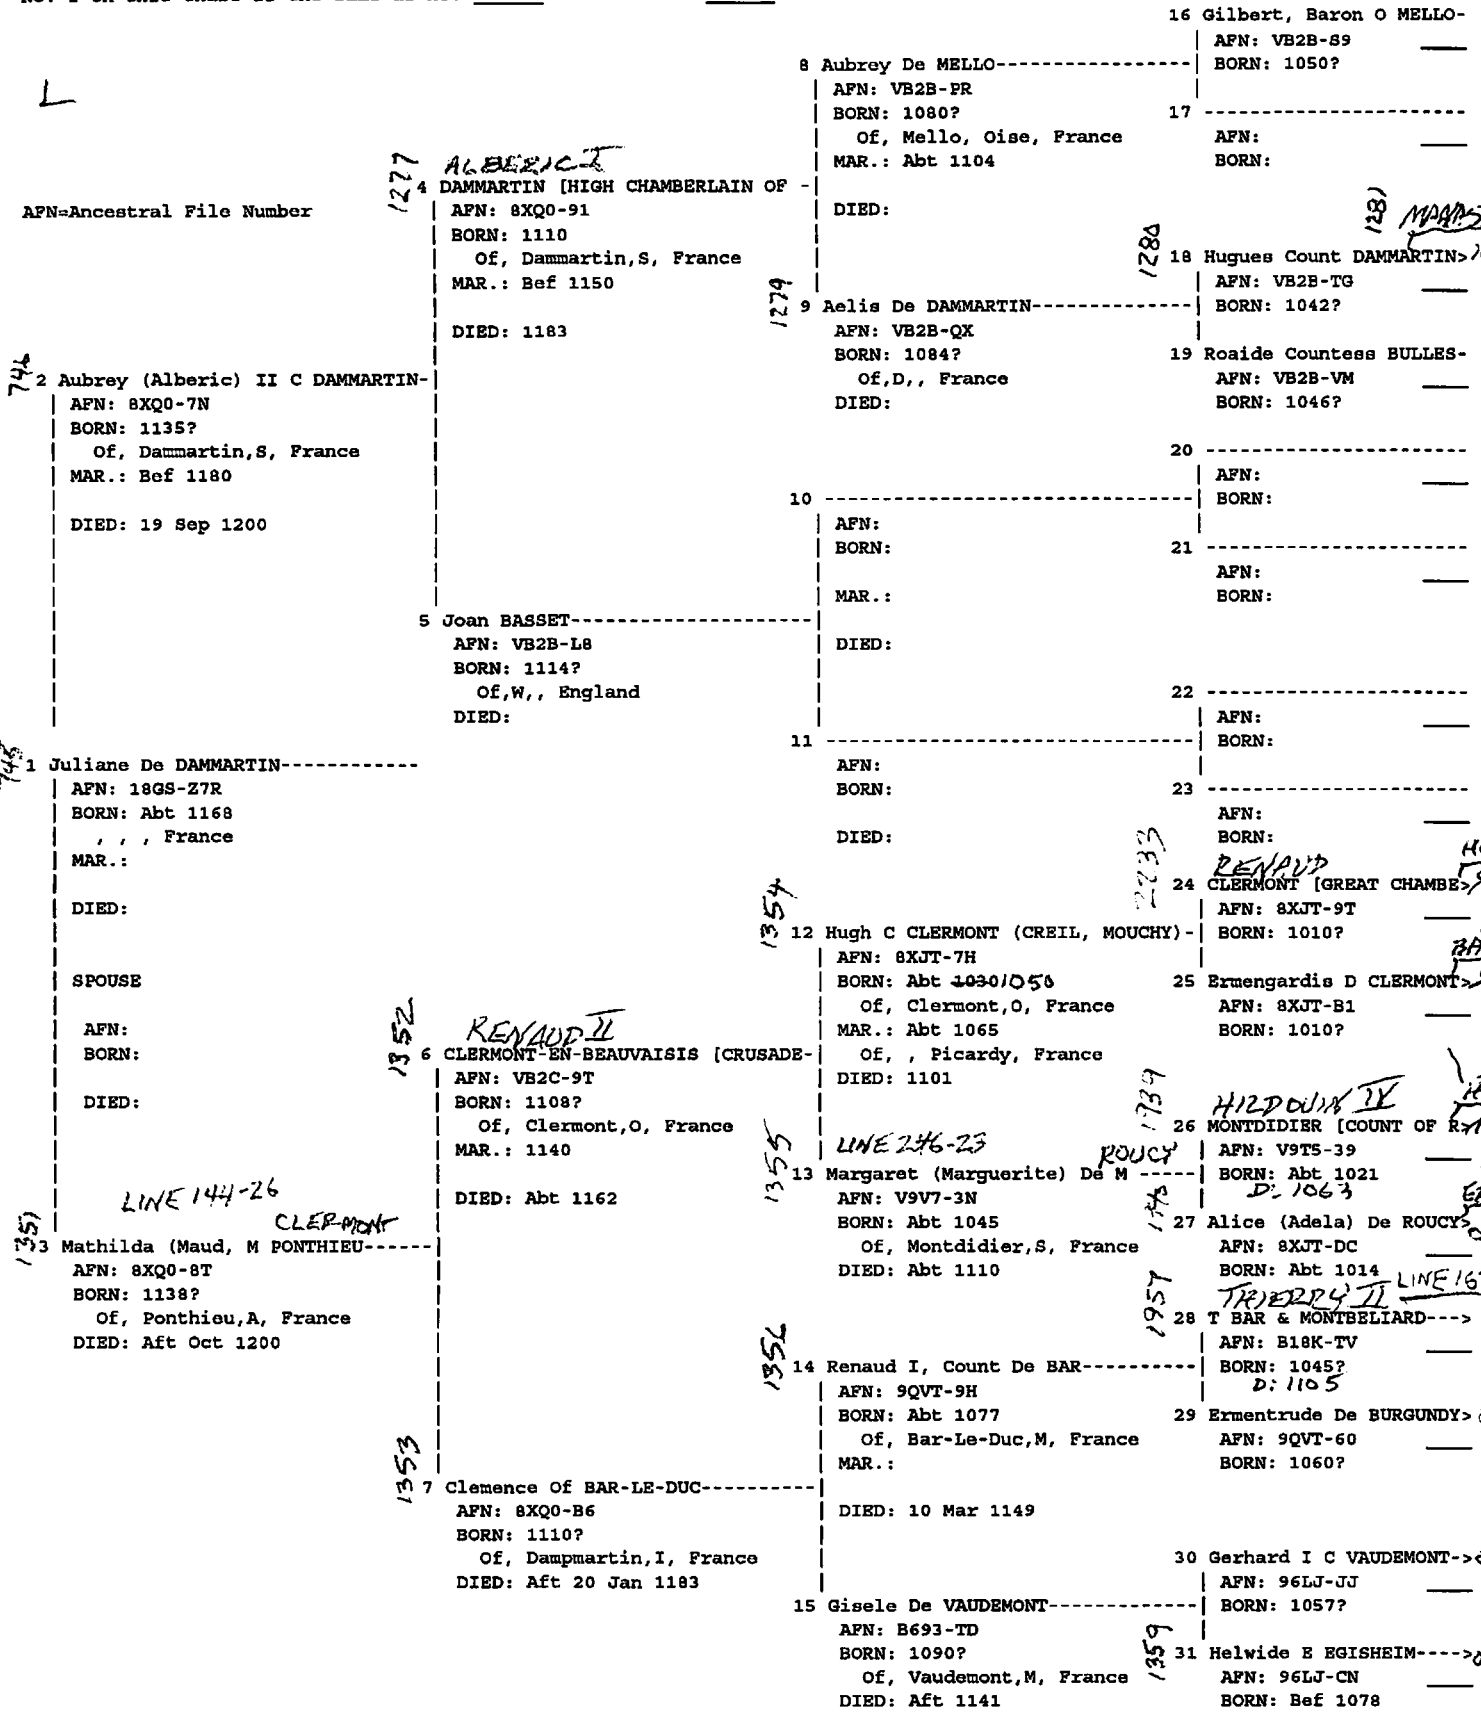 L
AFN=Ancestral File Number
745
1 Juliane De DAMMARTIN------------
AFN: 18GS-Z7R
BORN: Abt 1168
, , , France
MAR.:
DIED:
SPOUSE
AFN:
BORN:
DIED:
746
2 Aubrey (Alberic) II C DAMMARTIN-
AFN: 8XQ0-7N
BORN: 1135?
Of, Dammartin,S, France
MAR.: Bef 1180
DIED: 19 Sep 1200
LINE 144-26
CLERMONT
1351
3 Mathilda (Maud, M PONTHIEU------
AFN: 8XQ0-8T
BORN: 1138?
Of, Ponthieu,A, France
DIED: Aft Oct 1200
1277
ALBERIC I
4 DAMMARTIN [HIGH CHAMBERLAIN OF -
AFN: 8XQ0-91
BORN: 1110
Of, Dammartin,S, France
MAR.: Bef 1150
DIED: 1183
5 Joan BASSET--------------------
AFN: VB2B-L8
BORN: 1114?
Of,W,, England
DIED:
1352
RENAUD II
6 CLERMONT-EN-BEAUVAISIS [CRUSADE-
AFN: VB2C-9T
BORN: 1108?
Of, Clermont,O, France
MAR.: 1140
DIED: Abt 1162
1353
7 Clemence Of BAR-LE-DUC----------
AFN: 8XQ0-B6
BORN: 1110?
Of, Dampmartin,I, France
DIED: Aft 20 Jan 1183
8 Aubrey De MELLO----------------
AFN: VB2B-PR
BORN: 1080?
Of, Mello, Oise, France
MAR.: Abt 1104
DIED:
1279
9 Aelis De DAMMARTIN-------------
AFN: VB2B-QX
BORN: 1084?
Of,D,, France
DIED:
10 ------------------------------
AFN:
BORN:
MAR.:
DIED:
11 ------------------------------
AFN:
BORN:
DIED:
1354
12 Hugh C CLERMONT (CREIL, MOUCHY)-
AFN: 8XJT-7H
BORN: Abt 1030 1050
Of, Clermont,O, France
MAR.: Abt 1065
Of, , Picardy, France
DIED: 1101
LINE 246-23
ROUCY
1355
13 Margaret (Marguerite) De M -----
AFN: V9V7-3N
BORN: Abt 1045
Of, Montdidier,S, France
DIED: Abt 1110
14 Renaud I, Count De BAR----------
AFN: 9QVT-9H
BORN: Abt 1077
Of, Bar-Le-Duc,M, France
MAR.:
DIED: 10 Mar 1149
15 Gisele De VAUDEMONT-------------
AFN: B693-TD
BORN: 1090?
Of, Vaudemont,M, France
DIED: Aft 1141
16 Gilbert, Baron O MELLO-
AFN: VB2B-S9
BORN: 1050?
17 -----------------------
AFN:
BORN:
1281
1280
18 Hugues Count DAMMARTIN>
AFN: VB2B-TG
BORN: 1042?
19 Roaide Countess BULLES-
AFN: VB2B-VM
BORN: 1046?
20 -----------------------
AFN:
BORN:
21 -----------------------
AFN:
BORN:
22 -----------------------
AFN:
BORN:
23 -----------------------
AFN:
BORN:
2233
RENAUD
24 CLERMONT [GREAT CHAMBE>
AFN: 8XJT-9T
BORN: 1010?
25 Ermengardis D CLERMONT>
AFN: 8XJT-B1
BORN: 1010?
1939
HILDOUIN IV
26 MONTDIDIER [COUNT OF R>
AFN: V9TS-39
BORN: Abt 1021
D: 1063
27 Alice (Adela) De ROUCY>
AFN: 8XJT-DC
BORN: Abt 1014
1957
THIERRY II
LINE 16
28 T BAR & MONTBELIARD--->
AFN: B18K-TV
BORN: 1045?
D: 1105
29 Ermentrude De BURGUNDY>
AFN: 9QVT-60
BORN: 1060?
30 Gerhard I C VAUDEMONT->
AFN: 96LJ-JJ
BORN: 1057?
1359
31 Helwide E EGISHEIM---->
AFN: 96LJ-CN
BORN: Bef 1078